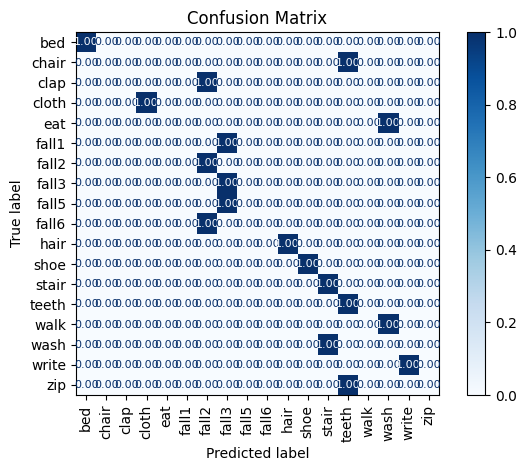 Confusion Matrix
True label
bed 1.00 0.00 0.00 0.00 0.00 0.00 0.00 0.00 0.00 0.00 0.00 0.00 0.00 0.00 0.00 0.00 0.00 0.00
chair 0.00 0.00 0.00 0.00 0.00 0.00 0.00 0.00 0.00 0.00 0.00 0.00 0.00 1.00 0.00 0.00 0.00 0.00
clap 0.00 0.00 0.00 0.00 0.00 0.00 1.00 0.00 0.00 0.00 0.00 0.00 0.00 0.00 0.00 0.00 0.00 0.00
cloth 0.00 0.00 0.00 1.00 0.00 0.00 0.00 0.00 0.00 0.00 0.00 0.00 0.00 0.00 0.00 0.00 0.00 0.00
eat 0.00 0.00 0.00 0.00 0.00 0.00 0.00 0.00 0.00 0.00 0.00 0.00 0.00 0.00 0.00 1.00 0.00 0.00
fall1 0.00 0.00 0.00 0.00 0.00 0.00 0.00 1.00 0.00 0.00 0.00 0.00 0.00 0.00 0.00 0.00 0.00 0.00
fall2 0.00 0.00 0.00 0.00 0.00 0.00 1.00 0.00 0.00 0.00 0.00 0.00 0.00 0.00 0.00 0.00 0.00 0.00
fall3 0.00 0.00 0.00 0.00 0.00 0.00 0.00 1.00 0.00 0.00 0.00 0.00 0.00 0.00 0.00 0.00 0.00 0.00
fall5 0.00 0.00 0.00 0.00 0.00 0.00 0.00 1.00 0.00 0.00 0.00 0.00 0.00 0.00 0.00 0.00 0.00 0.00
fall6 0.00 0.00 0.00 0.00 0.00 0.00 1.00 0.00 0.00 0.00 0.00 0.00 0.00 0.00 0.00 0.00 0.00 0.00
hair 0.00 0.00 0.00 0.00 0.00 0.00 0.00 0.00 0.00 0.00 1.00 0.00 0.00 0.00 0.00 0.00 0.00 0.00
shoe 0.00 0.00 0.00 0.00 0.00 0.00 0.00 0.00 0.00 0.00 0.00 1.00 0.00 0.00 0.00 0.00 0.00 0.00
stair 0.00 0.00 0.00 0.00 0.00 0.00 0.00 0.00 0.00 0.00 0.00 0.00 1.00 0.00 0.00 0.00 0.00 0.00
teeth 0.00 0.00 0.00 0.00 0.00 0.00 0.00 0.00 0.00 0.00 0.00 0.00 0.00 1.00 0.00 0.00 0.00 0.00
walk 0.00 0.00 0.00 0.00 0.00 0.00 0.00 0.00 0.00 0.00 0.00 0.00 0.00 0.00 0.00 1.00 0.00 0.00
wash 0.00 0.00 0.00 0.00 0.00 0.00 0.00 0.00 0.00 0.00 0.00 0.00 1.00 0.00 0.00 0.00 0.00 0.00
write 0.00 0.00 0.00 0.00 0.00 0.00 0.00 0.00 0.00 0.00 0.00 0.00 0.00 0.00 0.00 0.00 1.00 0.00
zip 0.00 0.00 0.00 0.00 0.00 0.00 0.00 0.00 0.00 0.00 0.00 0.00 0.00 1.00 0.00 0.00 0.00 0.00
bed chair clap cloth eat fall1 fall2 fall3 fall5 fall6 hair shoe stair teeth walk wash write zip
Predicted label
1.0
0.8
0.6
0.4
0.2
0.0